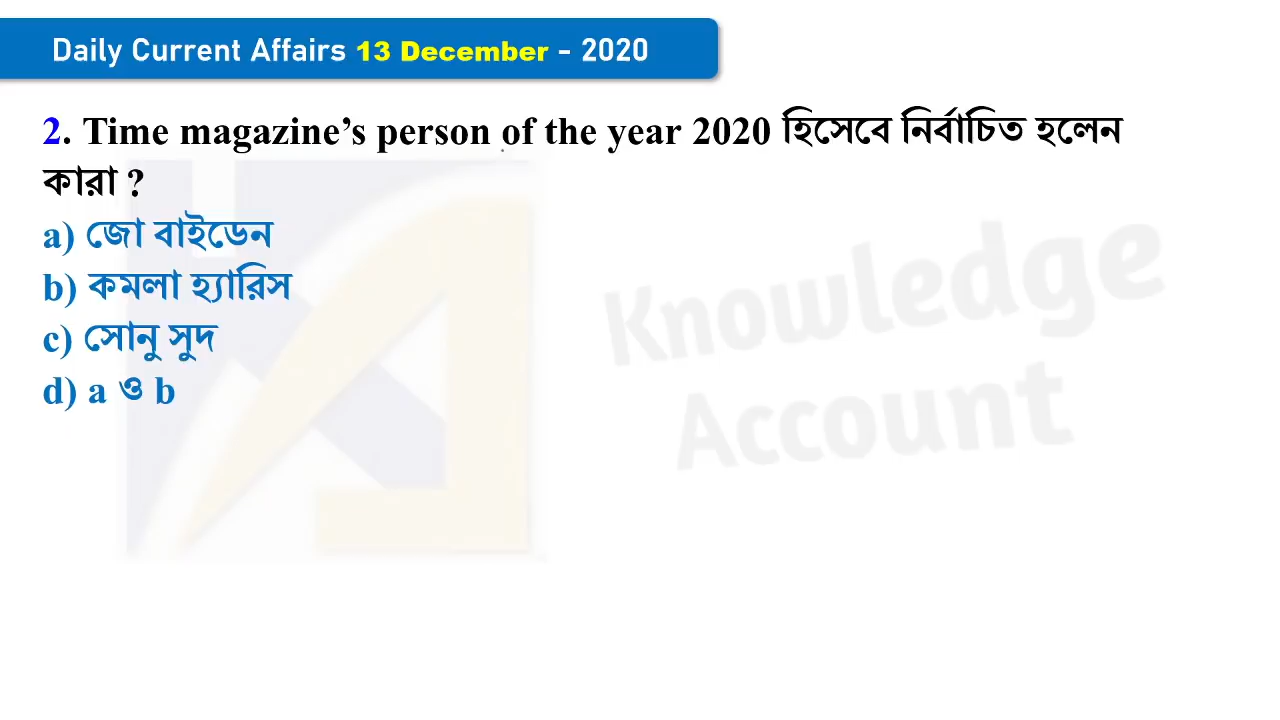 Daily Current Affairs 13 December - 2020
2. Time magazine’s person of the year 2020 হিসেবে নির্বাচিত হলেন
কারা ?
a) জো বাইডেন
b) কমলা হ্যারিস
c) সোনু সুদ
d) a ও b
Knowledge
Account